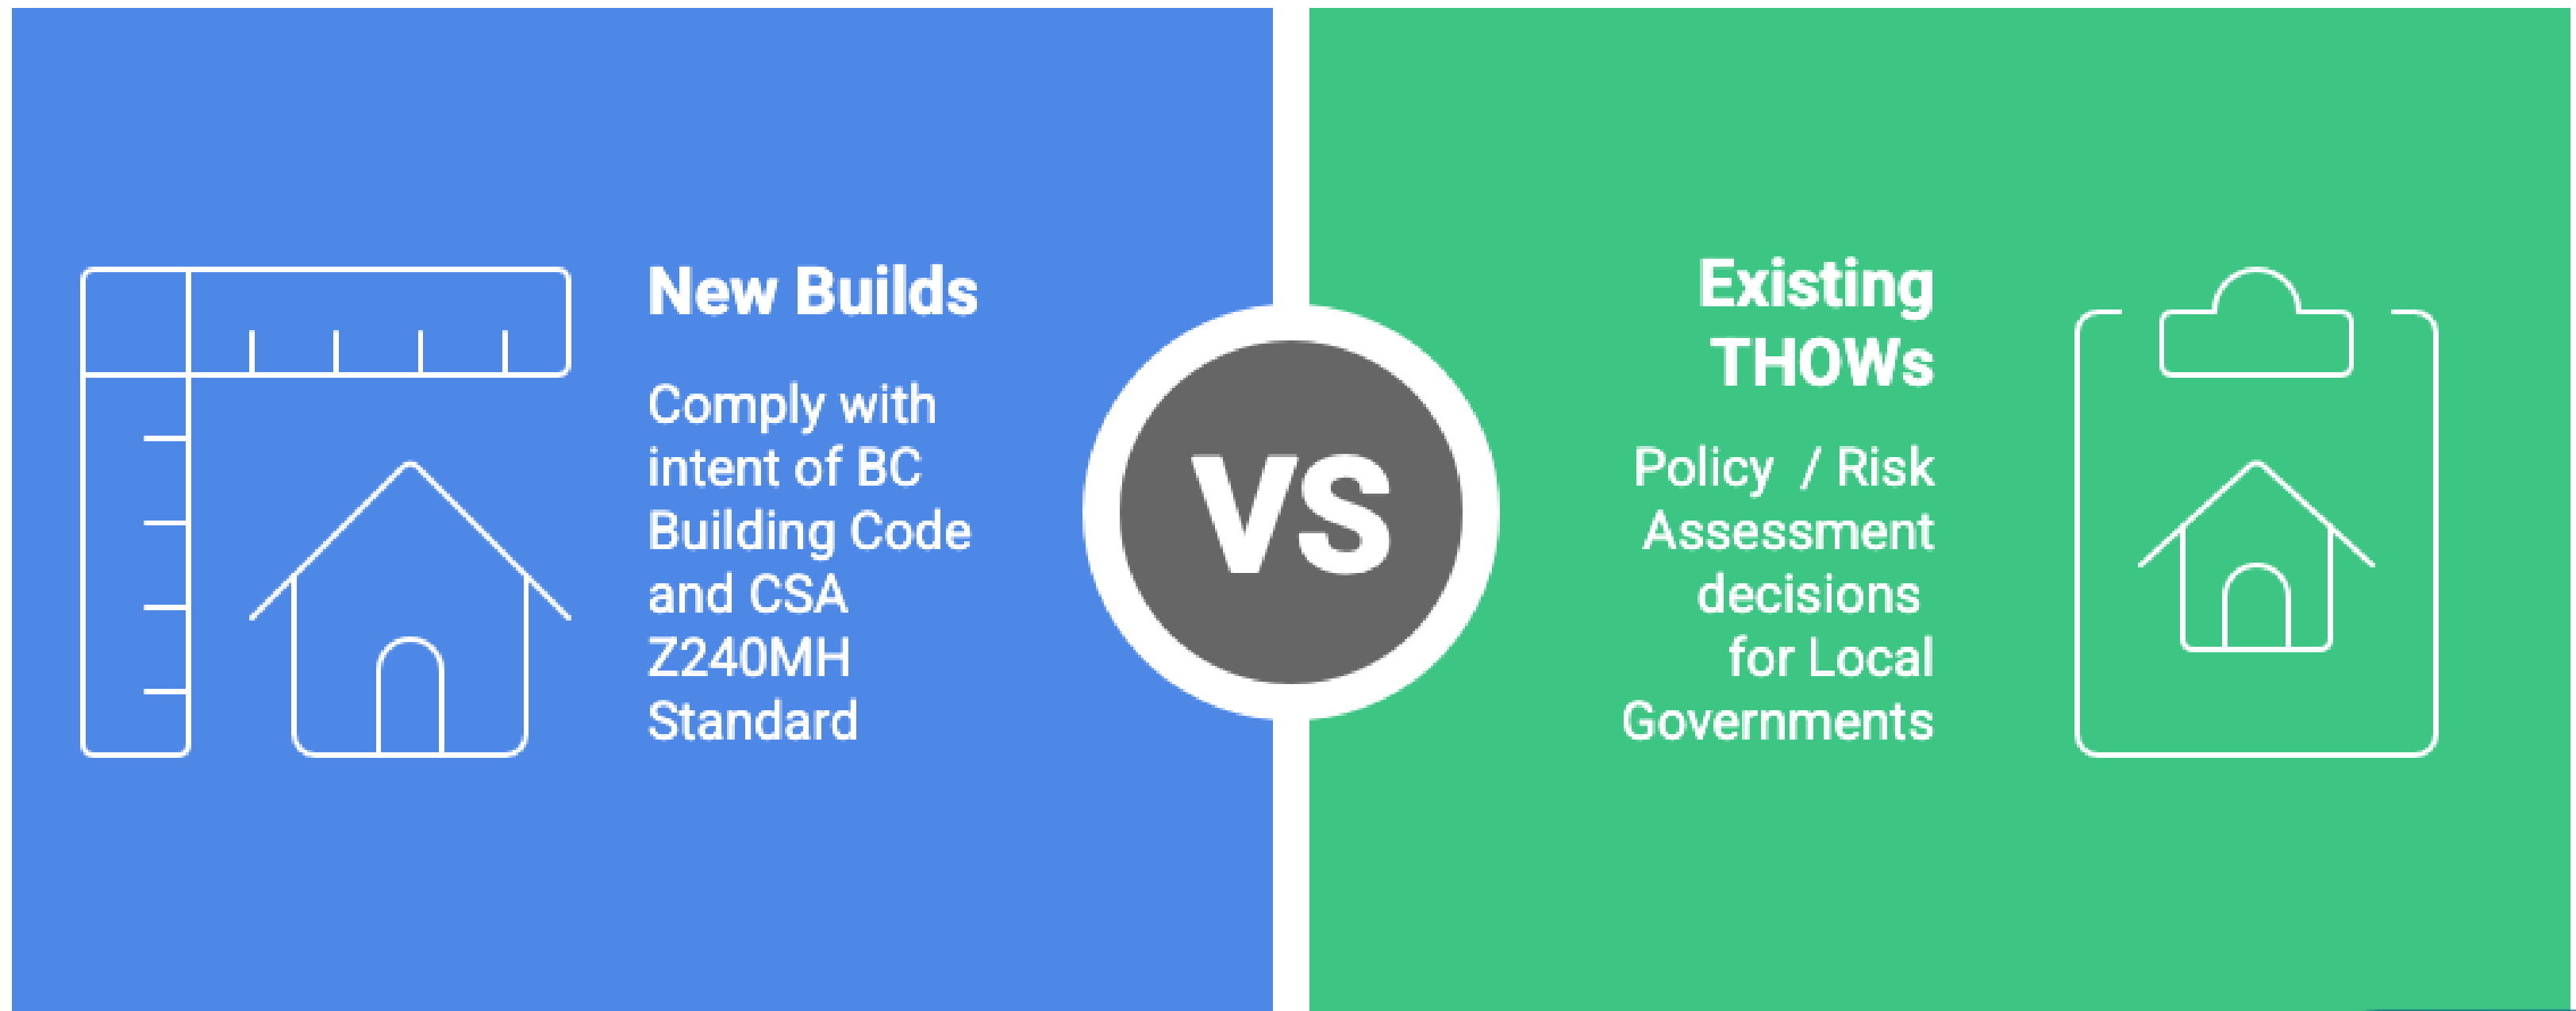 New Builds
Comply with
intent of BC
Building Code
and CSA
Z240MH
Standard
VS
Existing
THOWs
Policy / Risk
Assessment
decisions
for Local
Governments